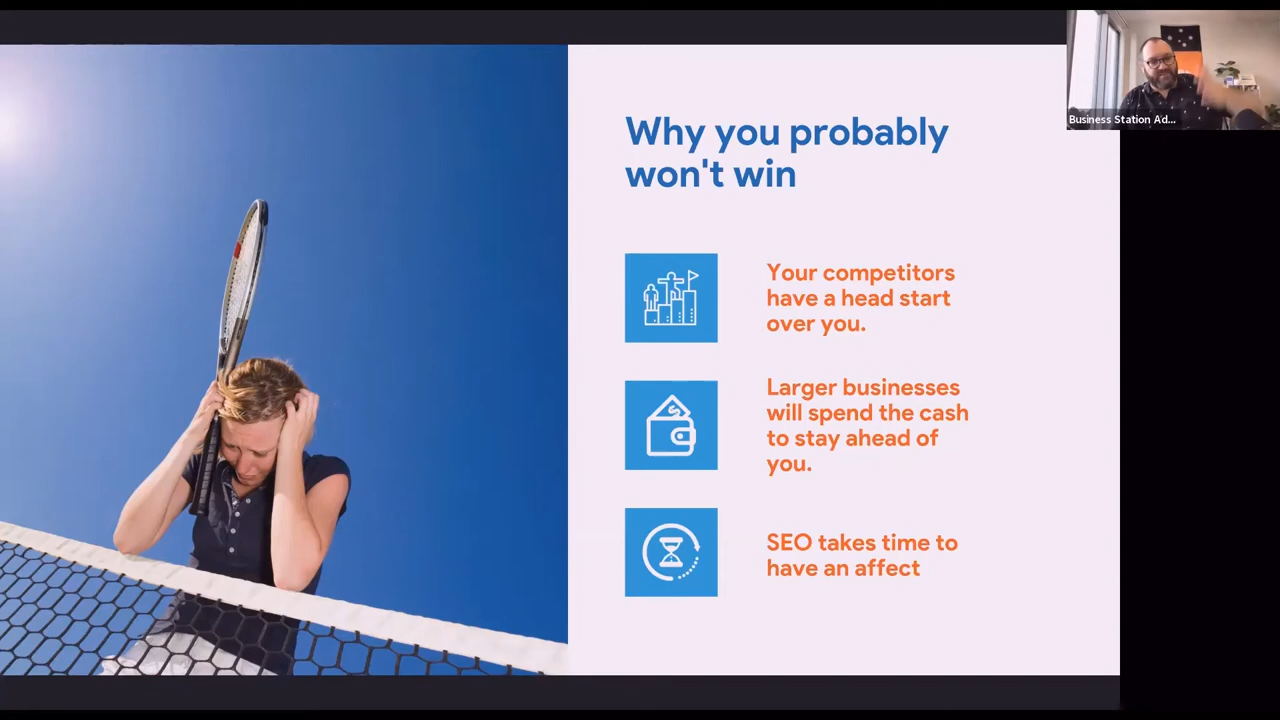 Why you probably
won't win
Your competitors
have a head start
over you.
Larger businesses
will spend the cash
to stay ahead of
you.
SEO takes time to
have an affect
Business Station Ad...